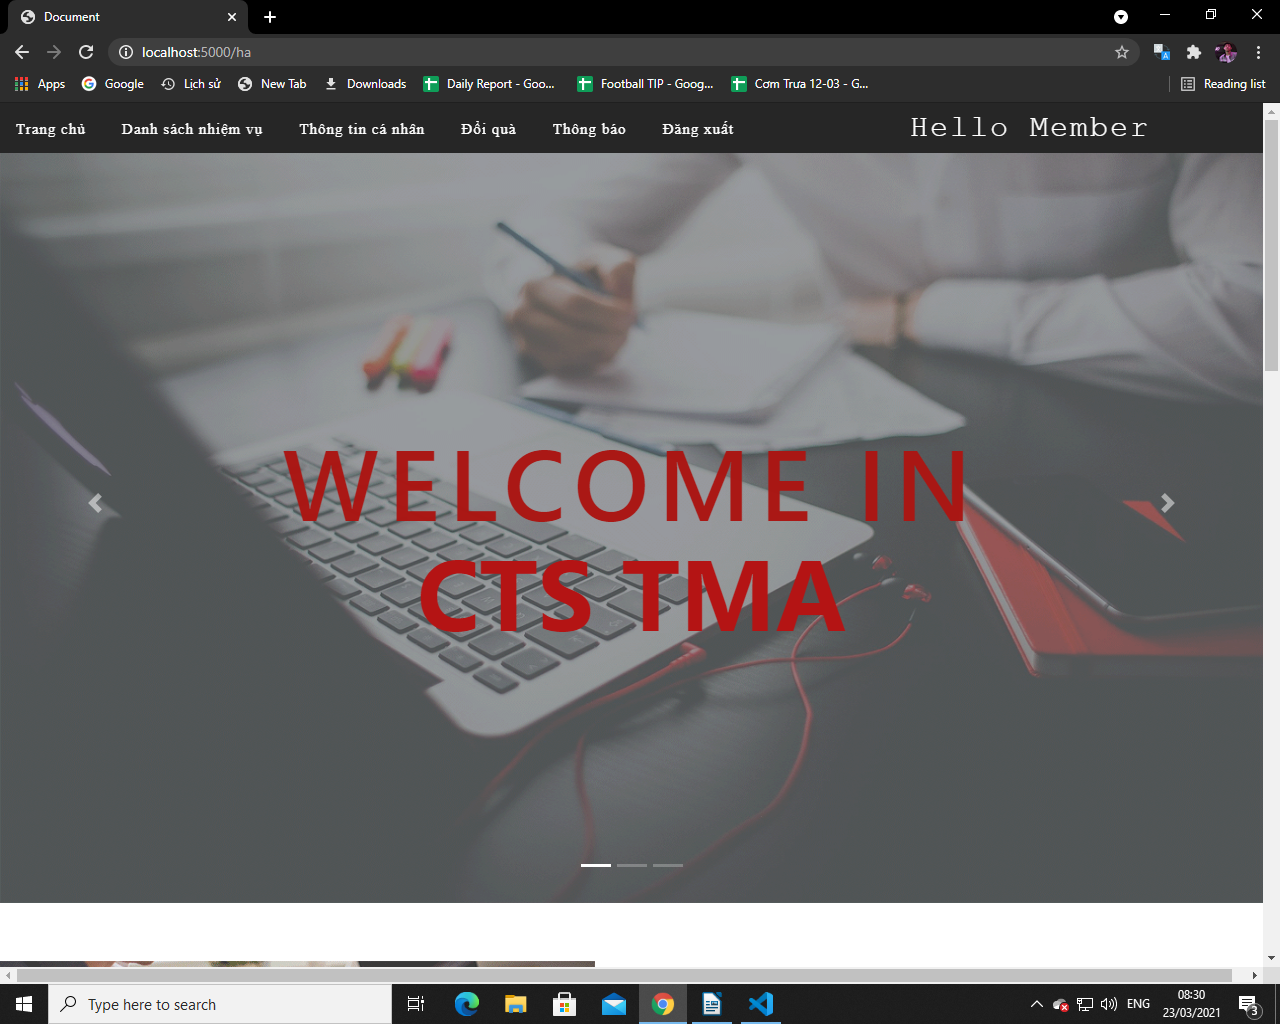 Document
localhost:5000/ha
Apps Google Lịch sử New Tab Downloads Daily Report - Goo... Football TIP - Goog... Cơm Trưa 12-03 - G... Reading list
Trang chủ Danh sách nhiệm vụ Thông tin cá nhân Đổi quà Thông báo Đăng xuất Hello Member
WELCOME IN
CTS TMA
Type here to search
ENG
08:30
23/03/2021
3